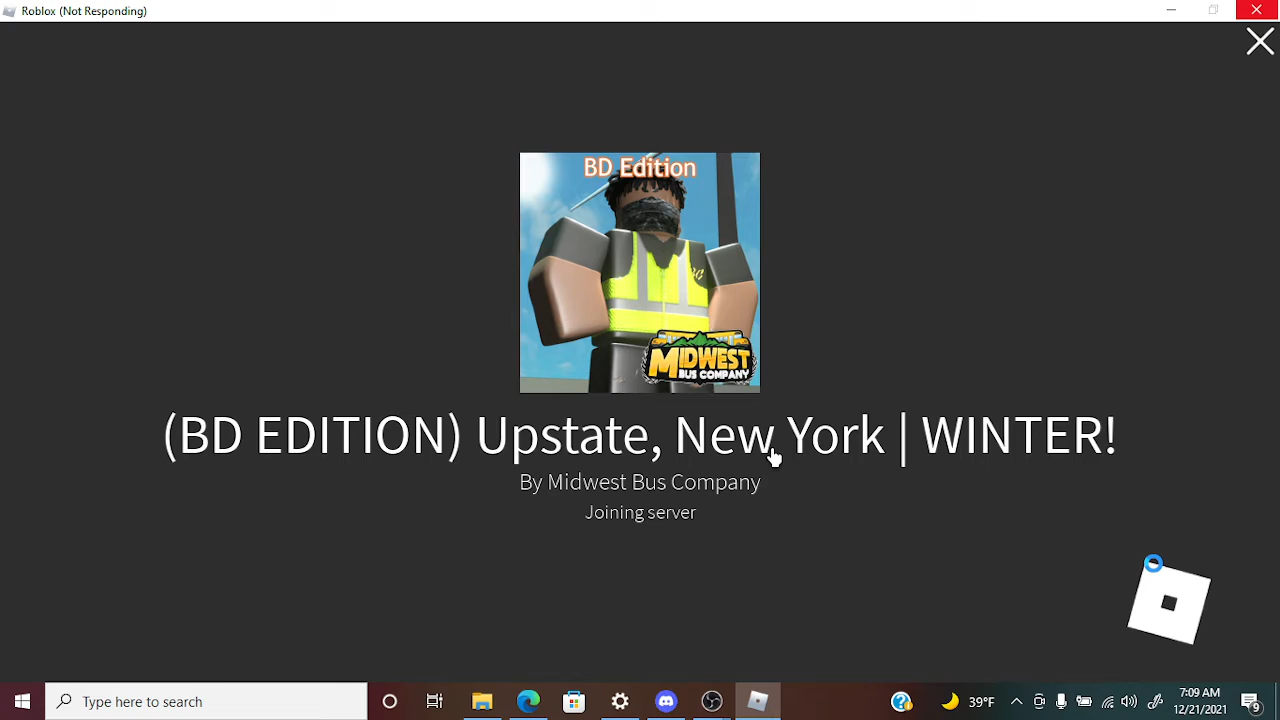 Roblox (Not Responding)
BD Edition
MIDWEST
BUS COMPANY
(BD EDITION) Upstate, New York | WINTER!
By Midwest Bus Company
Joining server
Type here to search
39°F
7:09 AM
12/21/2021
9